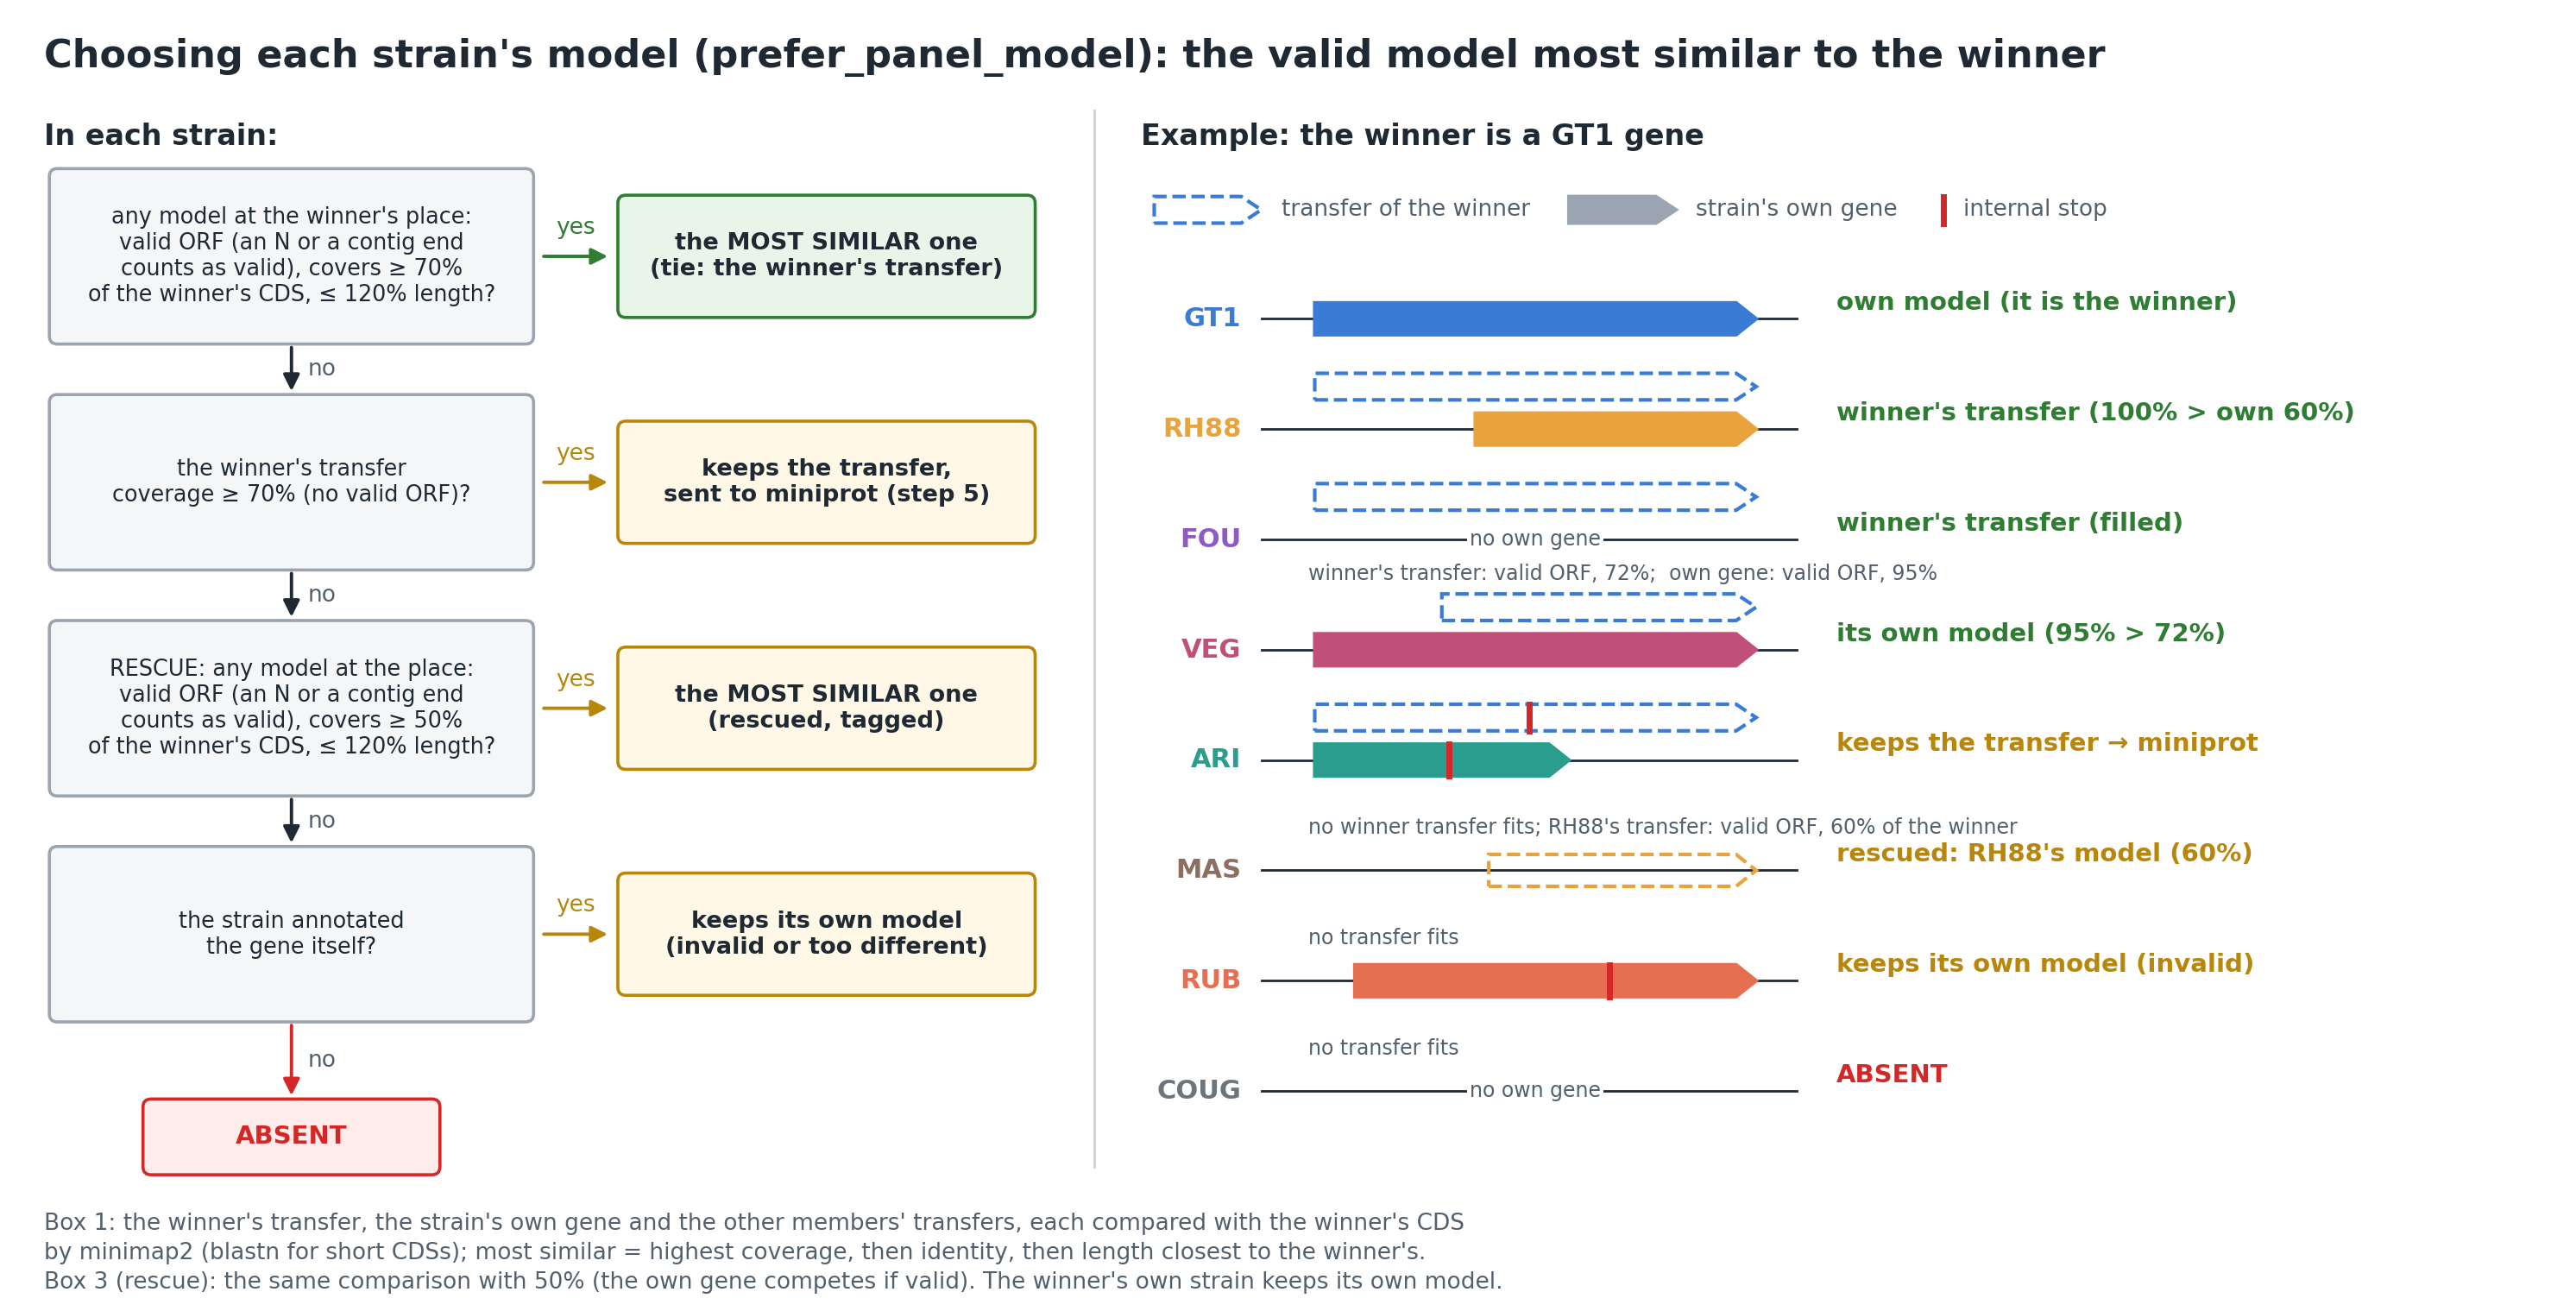 Choosing each strain's model (prefer_panel_model): the valid model most similar to the winner
In each strain:
any model at the winner's place:
valid ORF (an N or a contig end
counts as valid), covers ≥ 70%
of the winner's CDS, ≤ 120% length?
yes
the MOST SIMILAR one
(tie: the winner's transfer)
no
the winner's transfer
coverage ≥ 70% (no valid ORF)?
yes
keeps the transfer,
sent to miniprot (step 5)
no
RESCUE: any model at the place:
valid ORF (an N or a contig end
counts as valid), covers ≥ 50%
of the winner's CDS, ≤ 120% length?
yes
the MOST SIMILAR one
(rescued, tagged)
no
the strain annotated
the gene itself?
yes
keeps its own model
(invalid or too different)
no
ABSENT
Example: the winner is a GT1 gene
transfer of the winner
strain's own gene
internal stop
GT1
own model (it is the winner)
RH88
winner's transfer (100% > own 60%)
FOU
no own gene
winner's transfer (filled)
winner's transfer: valid ORF, 72%;  own gene: valid ORF, 95%
VEG
its own model (95% > 72%)
ARI
keeps the transfer → miniprot
no winner transfer fits; RH88's transfer: valid ORF, 60% of the winner
MAS
rescued: RH88's model (60%)
no transfer fits
RUB
keeps its own model (invalid)
no transfer fits
COUG
no own gene
ABSENT
Box 1: the winner's transfer, the strain's own gene and the other members' transfers, each compared with the winner's CDS
by minimap2 (blastn for short CDSs); most similar = highest coverage, then identity, then length closest to the winner's.
Box 3 (rescue): the same comparison with 50% (the own gene competes if valid). The winner's own strain keeps its own model.